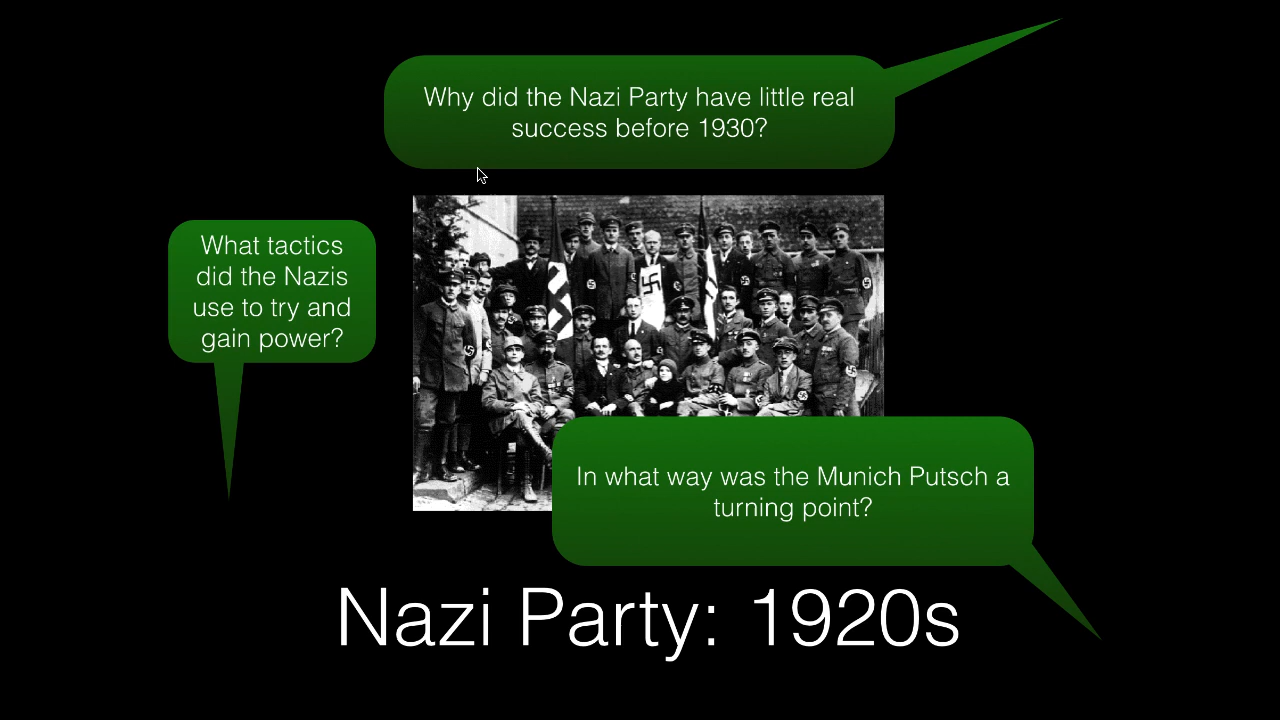 Why did the Nazi Party have little real
success before 1930?
What tactics
did the Nazis
use to try and
gain power?
In what way was the Munich Putsch a
turning point?
Nazi Party: 1920s